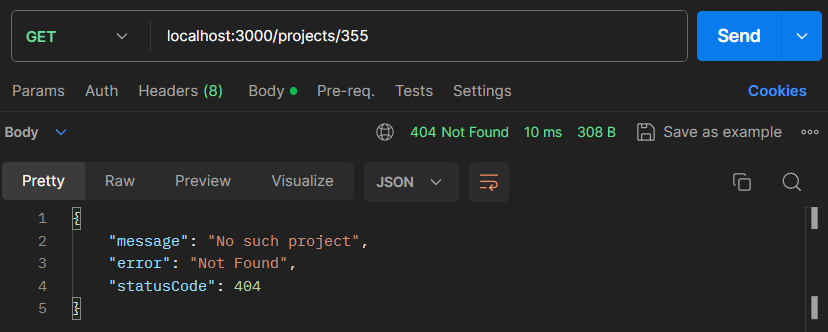 GET localhost:3000/projects/355 Send
Params Auth Headers (8) Body Pre-req. Tests Settings Cookies
Body 404 Not Found 10 ms 308 B Save as example
Pretty Raw Preview Visualize JSON
1 {
2 "message": "No such project",
3 "error": "Not Found",
4 "statusCode": 404
5 }